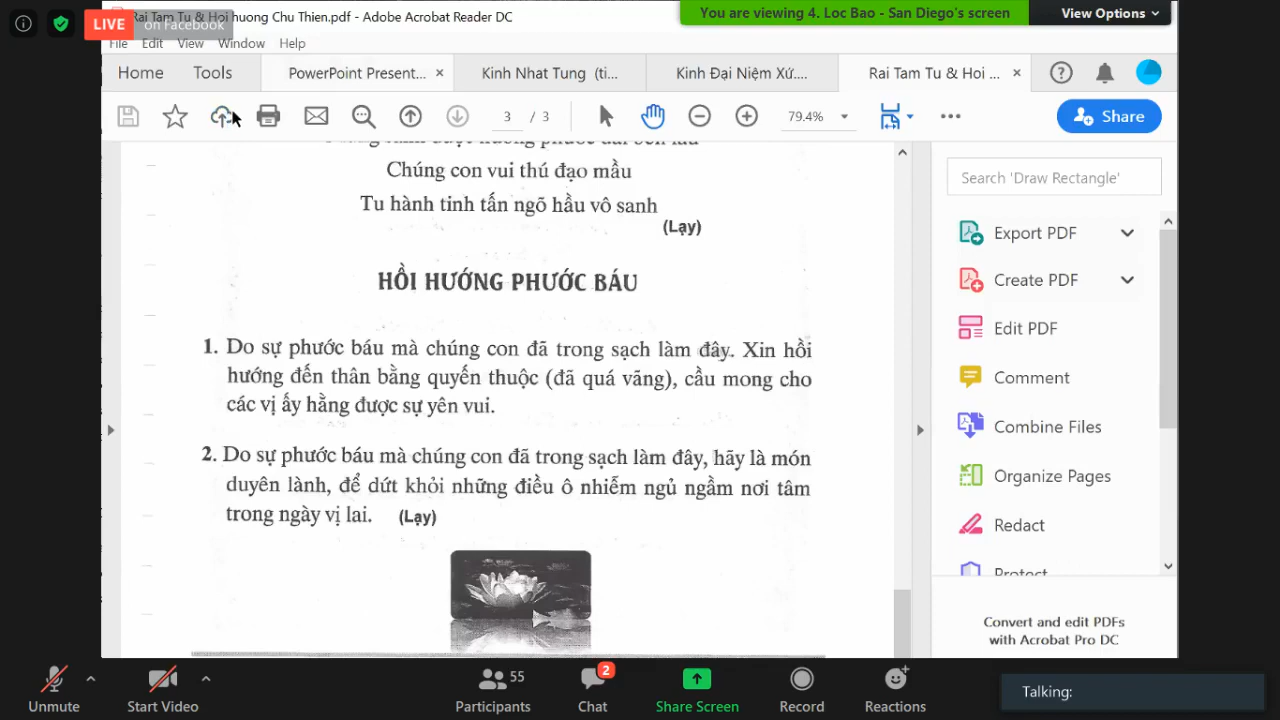 LIVE
on Facebook
Rai Tam Tu & Hoi huong Chu Thien.pdf - Adobe Acrobat Reader DC
You are viewing 4. Loc Bao - San Diego's screen
View Options
File Edit View Window Help
Home Tools PowerPoint Present... × Kinh Nhat Tung (ti... Kinh Đại Niệm Xứ.... Rai Tam Tu & Hoi ... ×
3 / 3 79.4% Share
Chúng con vui thú đạo mầu
Tu hành tinh tấn ngõ hầu vô sanh
(Lạy)
HỒI HƯỚNG PHƯỚC BÁU
1. Do sự phước báu mà chúng con đã trong sạch làm đây. Xin hồi
hướng đến thân bằng quyến thuộc (đã quá vãng), cầu mong cho
các vị ấy hằng được sự yên vui.
2. Do sự phước báu mà chúng con đã trong sạch làm đây, hãy là món
duyên lành, để dứt khỏi những điều ô nhiễm ngủ ngầm nơi tâm
trong ngày vị lai. (Lạy)
Search 'Draw Rectangle'
Export PDF
Create PDF
Edit PDF
Comment
Combine Files
Organize Pages
Redact
Protect
Convert and edit PDFs
with Acrobat Pro DC
Unmute
Start Video
55
Participants
2
Chat
Share Screen
Record
Reactions
Talking: